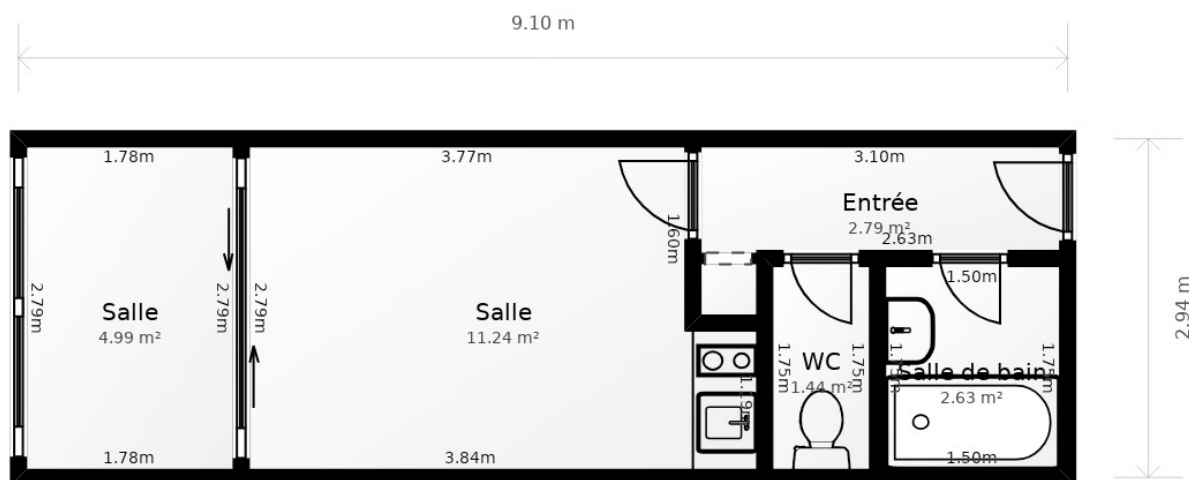 9.10 m
1.78m
3.77m
3.10m
Entrée
2.79 m²
2.63m
1.60m
1.50m
2.94 m
2.79m
2.79m
2.79m
Salle
4.99 m²
Salle
11.24 m²
1.75m
WC
1.44 m²
1.75m
Salle de bain
2.63 m²
1.78m
3.84m
1.50m